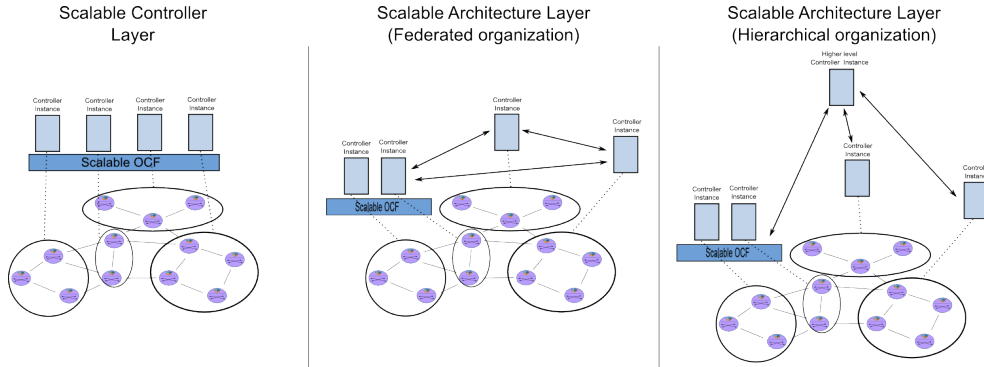 Scalable Controller
Layer
Controller
Instance
Controller
Instance
Controller
Instance
Controller
Instance
Scalable OCF
Scalable Architecture Layer
(Federated organization)
Controller
Instance
Controller
Instance
Controller
Instance
Controller
Instance
Scalable OCF
Scalable Architecture Layer
(Hierarchical organization)
Higher level
Controller Instance
Controller
Instance
Controller
Instance
Controller
Instance
Controller
Instance
Scalable OCF